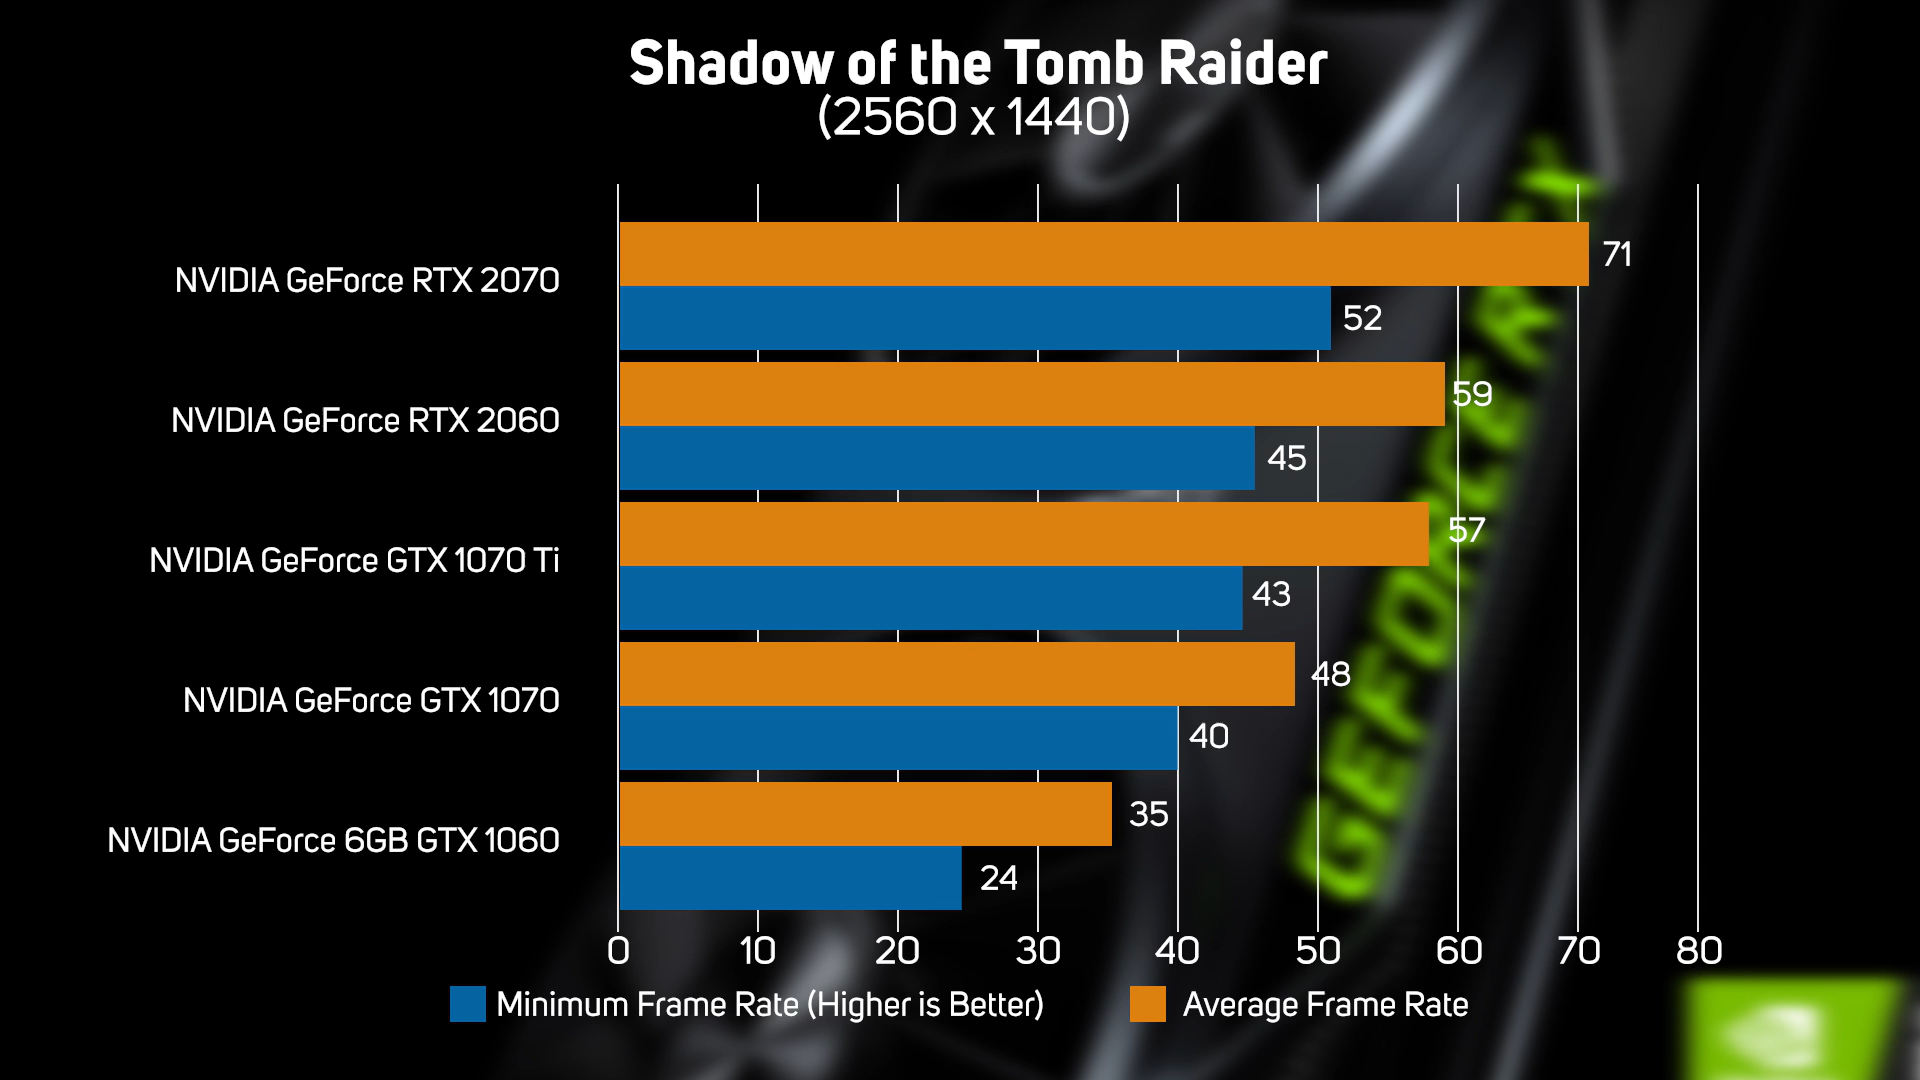 Shadow of the Tomb Raider
(2560 x 1440)
NVIDIA GeForce RTX 2070
71
52
NVIDIA GeForce RTX 2060
59
45
NVIDIA GeForce GTX 1070 Ti
57
43
NVIDIA GeForce GTX 1070
48
40
NVIDIA GeForce 6GB GTX 1060
35
24
0 10 20 30 40 50 60 70 80
Minimum Frame Rate (Higher is Better) Average Frame Rate
GEFORCE RTX